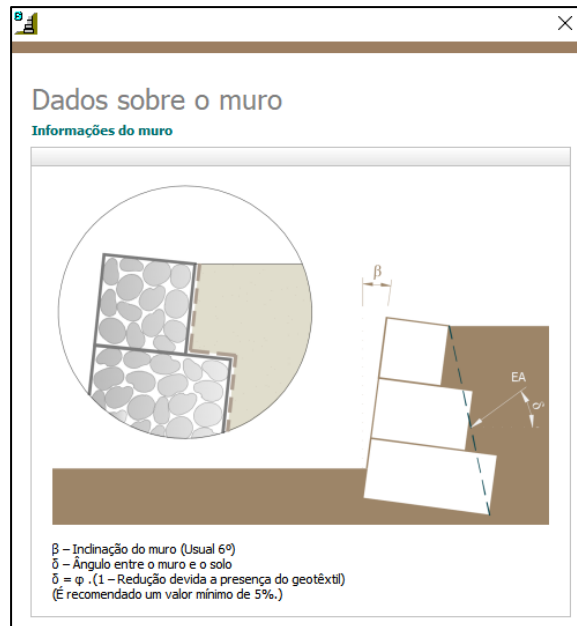 Dados sobre o muro
Informações do muro
β
EA
δ
β – Inclinação do muro (Usual 6º)
δ – Ângulo entre o muro e o solo
δ = φ .(1 – Redução devida a presença do geotêxtil)
(É recomendado um valor mínimo de 5%.)